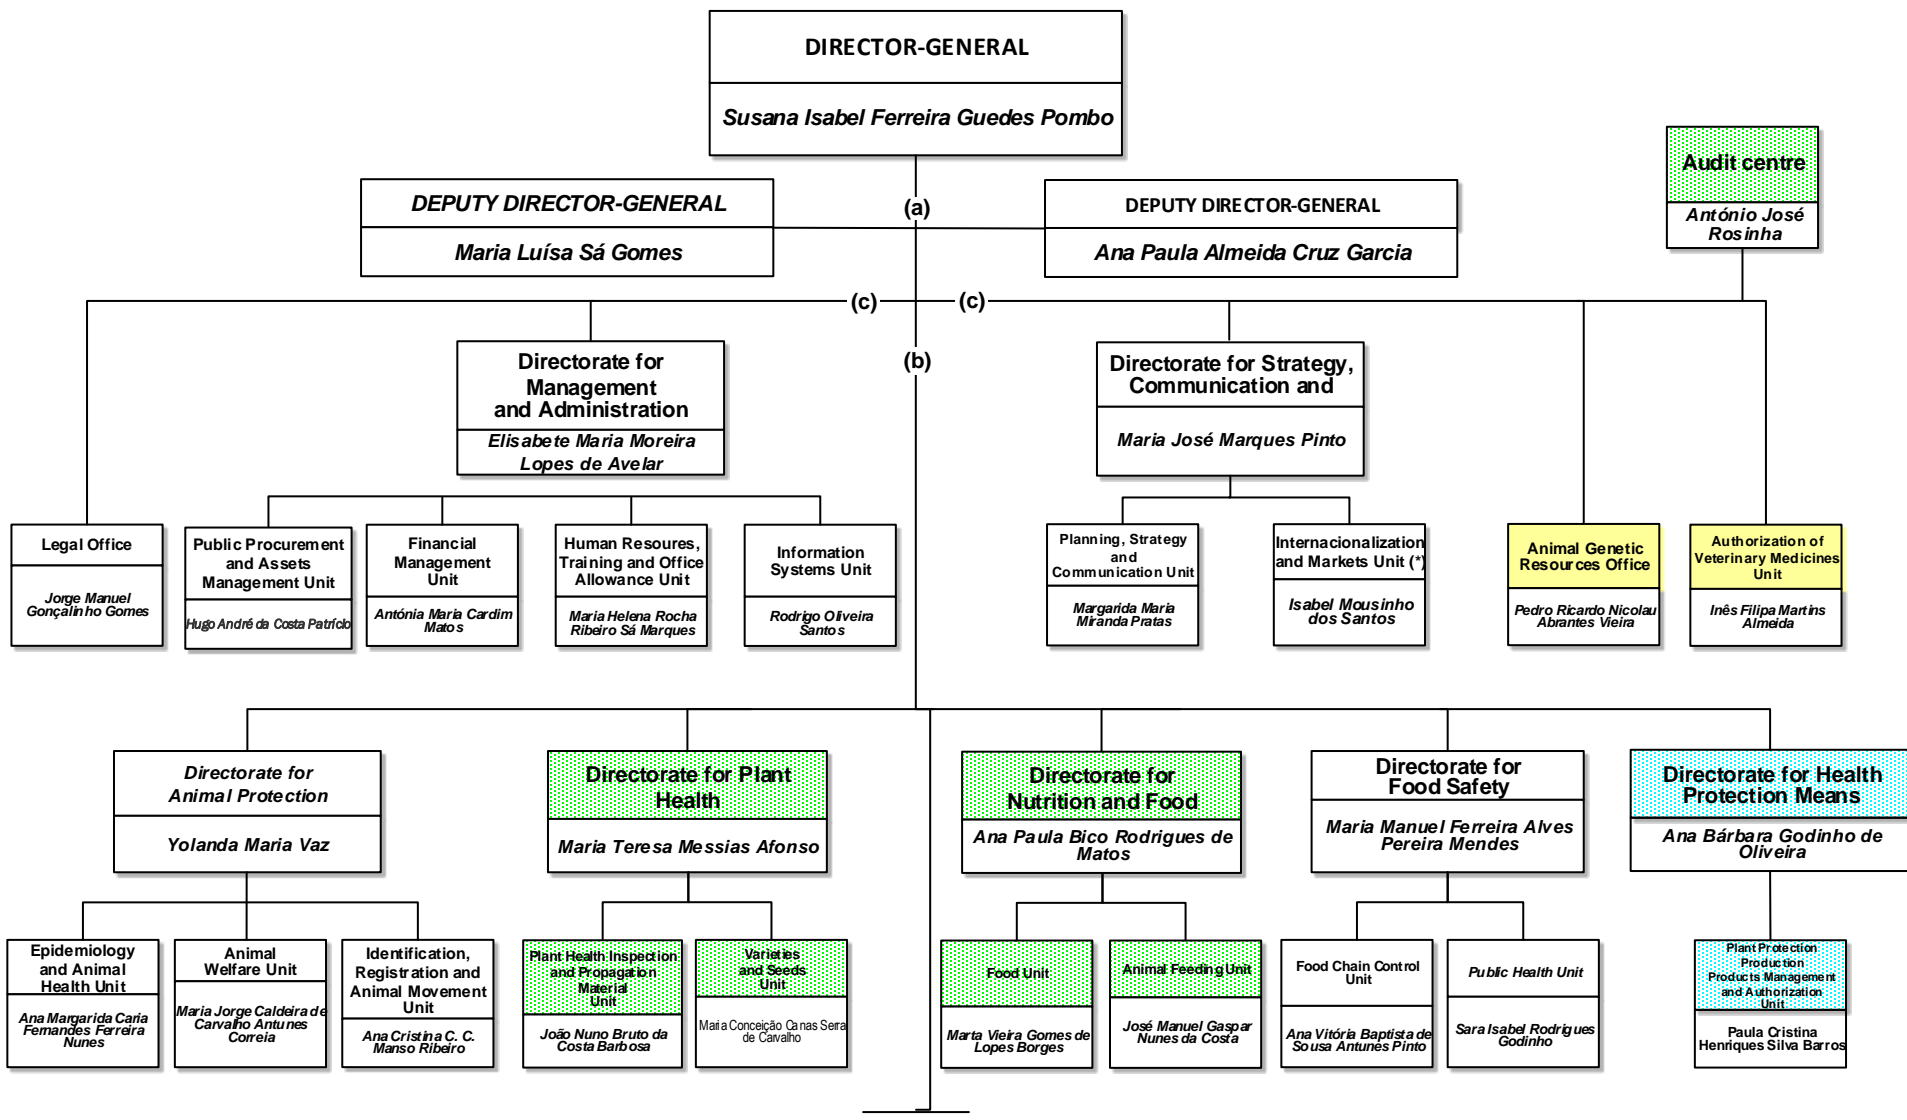 DIRECTOR-GENERAL
Susana Isabel Ferreira Guedes Pombo
Audit centre
António José
Rosinha
DEPUTY DIRECTOR-GENERAL
Maria Luísa Sá Gomes
(a)
DEPUTY DIRECTOR-GENERAL
Ana Paula Almeida Cruz Garcia
(c)
(c)
(b)
Directorate for
Management
and Administration
Elisabete Maria Moreira
Lopes de Avelar
Directorate for Strategy,
Communication and
Maria José Marques Pinto
Legal Office
Jorge Manuel
Gonçalinho Gomes
Public Procurement
and Assets
Management Unit
Hugo André da Costa Patrício
Financial
Management
Unit
Antónia Maria Cardim
Matos
Human Resoures,
Training and Office
Allowance Unit
Maria Helena Rocha
Ribeiro Sá Marques
Information
Systems Unit
Rodrigo Oliveira
Santos
Planning, Strategy
and
Communication Unit
Margarida Maria
Miranda Pratas
Internacionalization
and Markets Unit (*)
Isabel Mousinho
dos Santos
Animal Genetic
Resources Office
Pedro Ricardo Nicolau
Abrantes Vieira
Authorization of
Veterinary Medicines
Unit
Inês Filipa Martins
Almeida
Directorate for
Animal Protection
Yolanda Maria Vaz
Directorate for Plant
Health
Maria Teresa Messias Afonso
Directorate for
Nutrition and Food
Ana Paula Bico Rodrigues de
Matos
Directorate for
Food Safety
Maria Manuel Ferreira Alves
Pereira Mendes
Directorate for Health
Protection Means
Ana Bárbara Godinho de
Oliveira
Epidemiology
and Animal
Health Unit
Ana Margarida Caria
Fernandes Ferreira
Nunes
Animal
Welfare Unit
Maria Jorge Caldeira de
Carvalho Antunes
Correia
Identification,
Registration and
Animal Movement
Unit
Ana Cristina C. C.
Manso Ribeiro
Plant Health Inspection
and Propagation
Material
Unit
João Nuno Bruto da
Costa Barbosa
Varieties
and Seeds
Unit
Maria Conceição Canas Serra
de Carvalho
Food Unit
Marta Vieira Gomes de
Lopes Borges
Animal Feeding Unit
José Manuel Gaspar
Nunes da Costa
Food Chain Control
Unit
Ana Vitória Baptista de
Sousa Antunes Pinto
Public Health Unit
Sara Isabel Rodrigues
Godinho
Plant Protection
Production
Products Management
and Authorization
Unit
Paula Cristina
Henriques Silva Barros